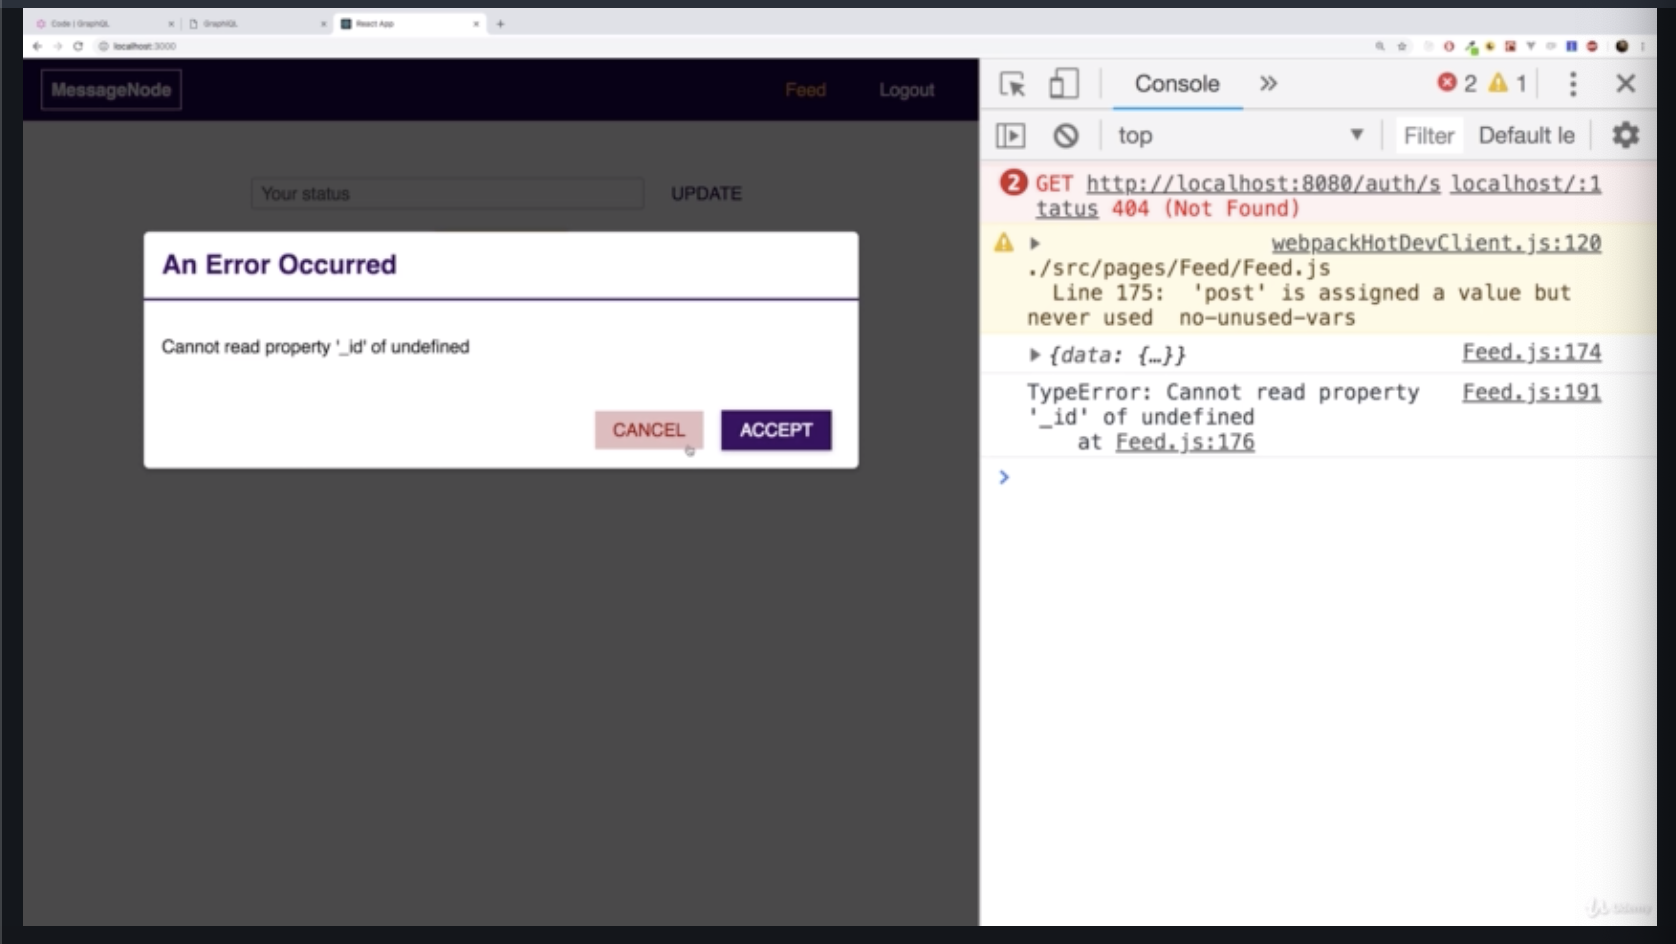 Code | GraphQL
GraphiQL
React App
localhost:3000
MessageNode
Feed
Logout
Your status
UPDATE
An Error Occurred
Cannot read property '_id' of undefined
CANCEL
ACCEPT
Console
2
1
top
Filter
Default le
2 GET http://localhost:8080/auth/s localhost/:1
tatus 404 (Not Found)
webpackHotDevClient.js:120
./src/pages/Feed/Feed.js
Line 175: 'post' is assigned a value but
never used no-unused-vars
{data: {…}} Feed.js:174
TypeError: Cannot read property Feed.js:191
'_id' of undefined
at Feed.js:176
Udemy